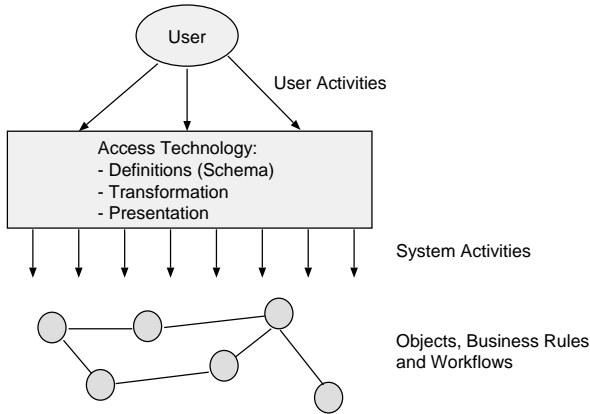 User
User Activities
Access Technology:
- Definitions (Schema)
- Transformation
- Presentation
System Activities
Objects, Business Rules
and Workflows